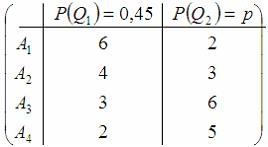 P(Q₁) = 0,45 P(Q₂) = p
A₁ 6 2
A₂ 4 3
A₃ 3 6
A₄ 2 5